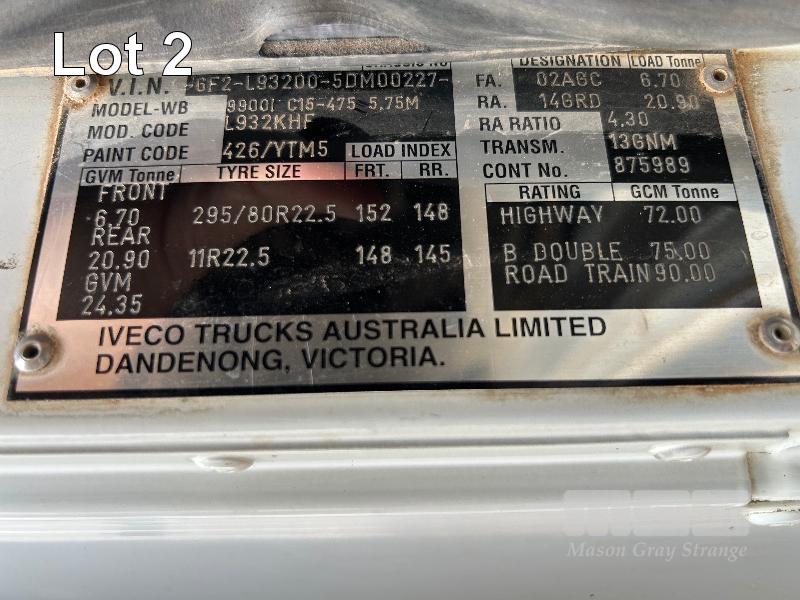 Lot 2
V.I.N. -6F2-L93200-5DM00227-
MODEL-WB 9900I C15-475 5.75M
MOD. CODE L932KHF
PAINT CODE 426/YTM5 LOAD INDEX
GVM Tonne TYRE SIZE FRT. RR.
FRONT
6.70 295/80R22.5 152 148
REAR
20.90 11R22.5 148 145
GVM
24.35
DESIGNATION LOAD Tonne
FA. 02AGC 6.70
RA. 14GRD 20.90
RA RATIO 4.30
TRANSM. 13GNM
CONT No. 875989
RATING GCM Tonne
HIGHWAY 72.00
B DOUBLE 75.00
ROAD TRAIN 90.00
IVECO TRUCKS AUSTRALIA LIMITED
DANDENONG, VICTORIA.
Mason Gray Strange